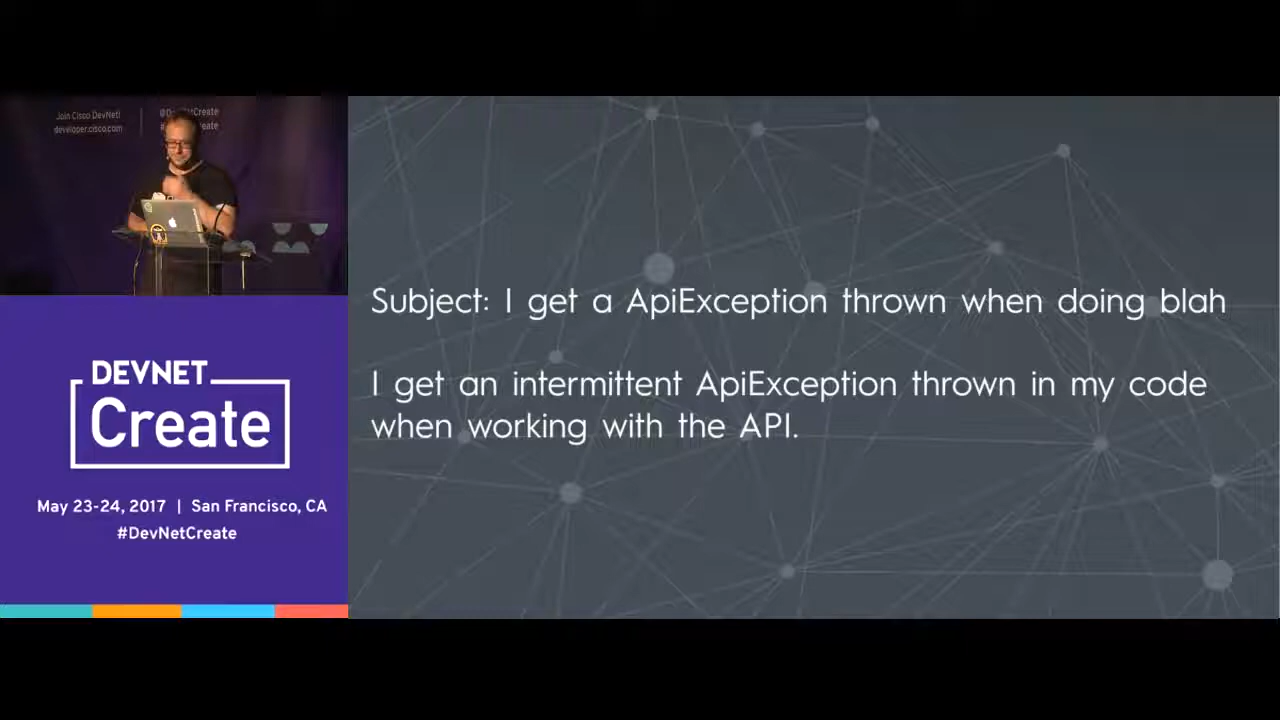 Join Cisco DevNet!
developer.cisco.com
DEVNET
Create
May 23-24, 2017 | San Francisco, CA
#DevNetCreate
Subject: I get a ApiException thrown when doing blah
I get an intermittent ApiException thrown in my code
when working with the API.